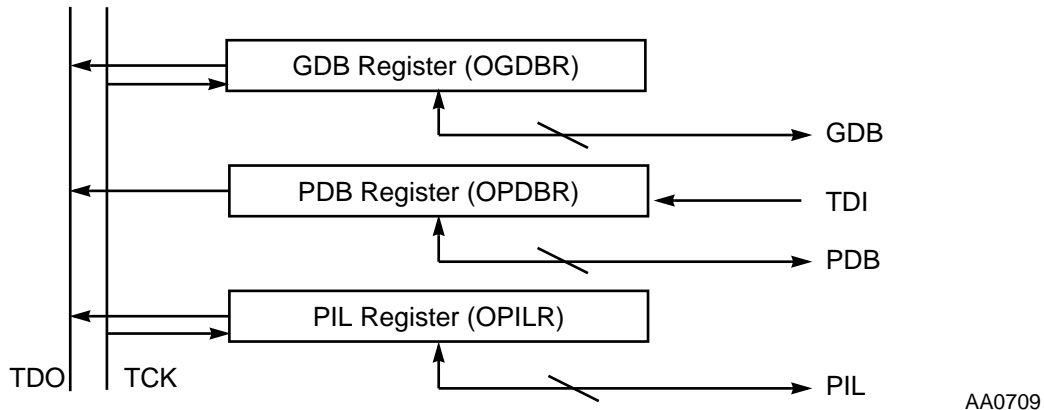 GDB Register (OGDBR)
GDB
PDB Register (OPDBR)
TDI
PDB
PIL Register (OPILR)
TDO
TCK
PIL
AA0709